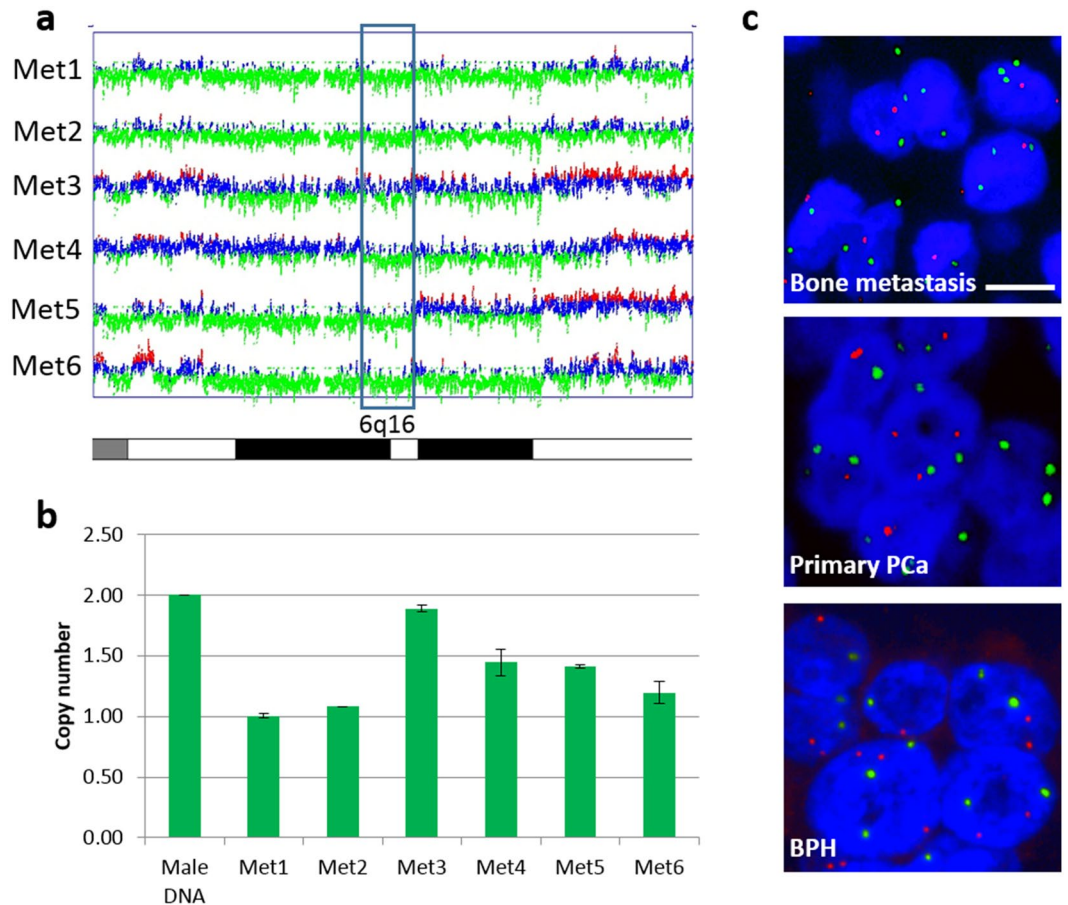 a
Met1
Met2
Met3
Met4
Met5
Met6
6q16
b
2.50
2.00
1.50
1.00
0.50
0.00
Copy number
Male DNA
Met1
Met2
Met3
Met4
Met5
Met6
c
Bone metastasis
Primary PCa
BPH